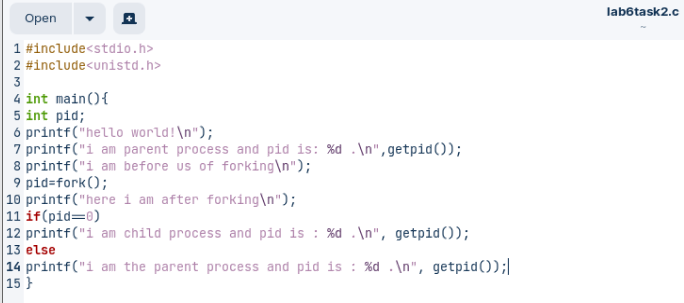 Open
lab6task2.c
~
1 #include<stdio.h>
2 #include<unistd.h>
3
4 int main(){
5 int pid;
6 printf("hello world!\n");
7 printf("i am parent process and pid is: %d .\n",getpid());
8 printf("i am before us of forking\n");
9 pid=fork();
10 printf("here i am after forking\n");
11 if(pid==0)
12 printf("i am child process and pid is : %d .\n", getpid());
13 else
14 printf("i am the parent process and pid is : %d .\n", getpid());
15 }